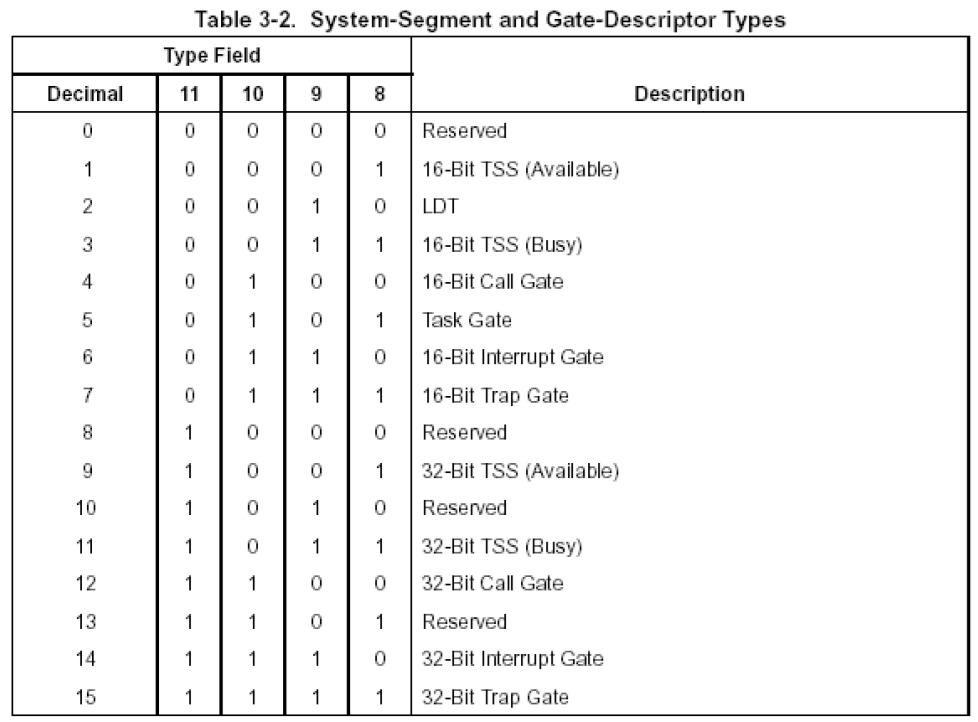 Table 3-2. System-Segment and Gate-Descriptor Types
Type Field
Decimal 11 10 9 8 Description
0 0 0 0 0 Reserved
1 0 0 0 1 16-Bit TSS (Available)
2 0 0 1 0 LDT
3 0 0 1 1 16-Bit TSS (Busy)
4 0 1 0 0 16-Bit Call Gate
5 0 1 0 1 Task Gate
6 0 1 1 0 16-Bit Interrupt Gate
7 0 1 1 1 16-Bit Trap Gate
8 1 0 0 0 Reserved
9 1 0 0 1 32-Bit TSS (Available)
10 1 0 1 0 Reserved
11 1 0 1 1 32-Bit TSS (Busy)
12 1 1 0 0 32-Bit Call Gate
13 1 1 0 1 Reserved
14 1 1 1 0 32-Bit Interrupt Gate
15 1 1 1 1 32-Bit Trap Gate